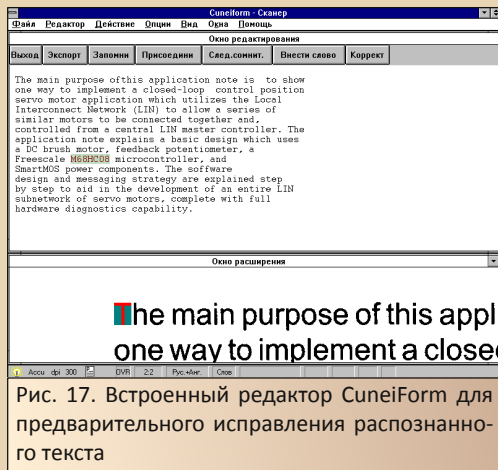 Cuneiform - Сканер
Файл Редактор Действие Опции Вид Окна Помощь
Окно редактирования
Выход Экспорт Запомни Присоедини След.сомнит. Внести слово Коррект
The main purpose ofthis application note is to show
one way to implement a closed-loop control position
servo motor application which utilizes the Local
Interconnect Network (LIN) to allow a series of
similar motors to be connected together and,
controlled from a central LIN master controller. The
application note explains a basic design which uses
a DC brush motor, feedback potentiometer, a
Freescale M68HC08 microcontroller, and
SmartMOS power components. The software
design and messaging strategy are explained step
by step to aid in the development of an entire LIN
subnetwork of servo motors, complete with full
hardware diagnostics capability.
Окно расширения
The main purpose of this appl
one way to implement a close
Accu dpi 300 OVR 2:2 Рус.+Анг. Слов
Рис. 17. Встроенный редактор CuneiForm для
предварительного исправления распознанно-
го текста